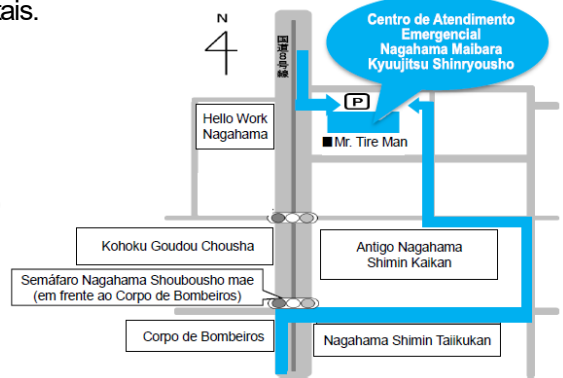 tais.
N
4
国道8号線
Centro de Atendimento
Emergencial
Nagahama Maibara
Kyuujitsu Shinryousho
P
Hello Work
Nagahama
■Mr. Tire Man
Kohoku Goudou Chousha
Antigo Nagahama
Shimin Kaikan
Semáfaro Nagahama Shoubousho mae
(em frente ao Corpo de Bombeiros)
Corpo de Bombeiros
Nagahama Shimin Taiikukan